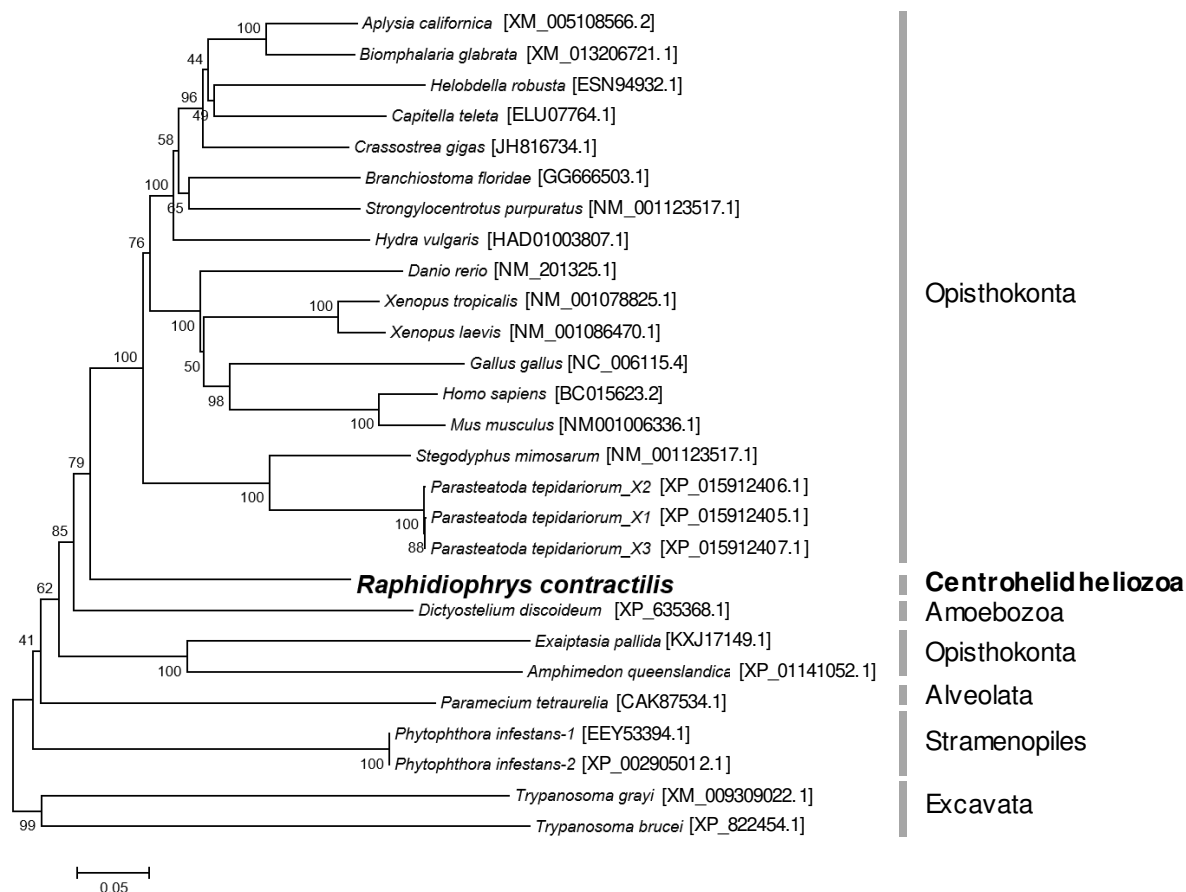 Aplysia californica [XM_005108566.2]
100
Biomphalaria glabrata [XM_013206721.1]
44
Helobdella robusta [ESN94932.1]
96
49
Capitella teleta [ELU07764.1]
58
Crassostrea gigas [JH816734.1]
Branchiostoma floridae [GG666503.1]
100
65
Strongylocentrotus purpuratus [NM_001123517.1]
76
Hydra vulgaris [HAD01003807.1]
Danio rerio [NM_201325.1]
Opisthokonta
100
Xenopus tropicalis [NM_001078825.1]
100
Xenopus laevis [NM_001086470.1]
100
50
Gallus gallus [NC_006115.4]
98
Homo sapiens [BC015623.2]
100
Mus musculus [NM001006336.1]
79
Stegodyphus mimosarum [NM_001123517.1]
100
Parasteatoda tepidariorum_X2 [XP_015912406.1]
100
Parasteatoda tepidariorum_X1 [XP_015912405.1]
85
88
Parasteatoda tepidariorum_X3 [XP_015912407.1]
Raphidiophrys contractilis
Centrohelid heliozoa
62
Dictyostelium discoideum [XP_635368.1]
Amoebozoa
41
Exaiptasia pallida [KXJ17149.1]
Opisthokonta
100
Amphimedon queenslandica [XP_01141052.1]
Paramecium tetraurelia [CAK87534.1]
Alveolata
Phytophthora infestans-1 [EEY53394.1]
Stramenopiles
100
Phytophthora infestans-2 [XP_002905012.1]
Trypanosoma grayi [XM_009309022.1]
Excavata
99
Trypanosoma brucei [XP_822454.1]
0.05